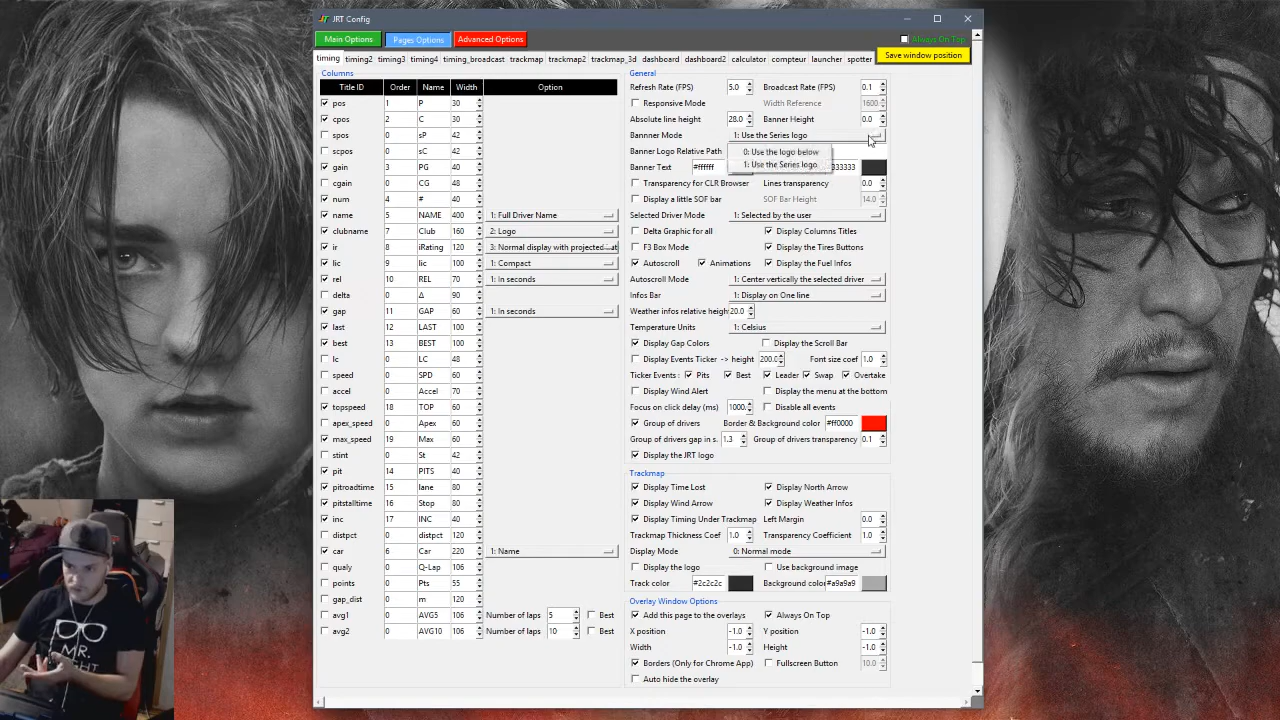 JRT Config
Main Options Pages Options Advanced Options Always On Top
Save window position
timing timing2 timing3 timing4 timing_broadcast trackmap trackmap2 trackmap_3d dashboard dashboard2 calculator compteur launcher spotter
Columns
Title ID Order Name Width Option
pos 1 P 30
cpos 2 C 30
spos 0 sP 42
scpos 0 sC 42
gain 3 PG 40
cgain 0 CG 48
num 4 # 40
name 5 NAME 400 1: Full Driver Name
clubname 7 Club 160 2: Logo
ir 8 iRating 120 3: Normal display with projected
lic 9 lic 100 1: Compact
rel 10 REL 70 1: In seconds
delta 0 Δ 90
gap 11 GAP 60 1: In seconds
last 12 LAST 100
best 13 BEST 100
lc 0 LC 48
speed 0 SPD 60
accel 0 Accel 70
topspeed 18 TOP 60
apex_speed 0 Apex 60
max_speed 19 Max 60
stint 0 St 42
pit 14 PITS 40
pitroadtime 15 lane 80
pitstalltime 16 Stop 80
inc 17 INC 40
distpct 0 distpct 120
car 6 Car 220 1: Name
qualy 0 Q-Lap 106
points 0 Pts 55
gap_dist 0 m 120
avg1 0 AVG5 106 Number of laps 5 Best
avg2 0 AVG10 106 Number of laps 10 Best
General
Refresh Rate (FPS) 5.0 Broadcast Rate (FPS) 0.1
Responsive Mode Width Reference 1600
Absolute line height 28.0 Banner Height 0.0
Bannner Mode 1: Use the Series logo
Banner Logo Relative Path
0: Use the logo below
1: Use the Series logo
Banner Text #ffffff 333333
Transparency for CLR Browser Lines transparency 0.0
Display a little SOF bar SOF Bar Height 14.0
Selected Driver Mode 1: Selected by the user
Delta Graphic for all Display Columns Titles
F3 Box Mode Display the Tires Buttons
Autoscroll Animations Display the Fuel Infos
Autoscroll Mode 1: Center vertically the selected driver
Infos Bar 1: Display on One line
Weather infos relative heigh 20.0
Temperature Units 1: Celsius
Display Gap Colors Display the Scroll Bar
Display Events Ticker -> height 200.0 Font size coef 1.0
Ticker Events : Pits Best Leader Swap Overtake
Display Wind Alert Display the menu at the bottom
Focus on click delay (ms) 1000. Disable all events
Group of drivers Border & Background color #ff0000
Group of drivers gap in s. 1.3 Group of drivers transparency 0.1
Display the JRT logo
Trackmap
Display Time Lost Display North Arrow
Display Wind Arrow Display Weather Infos
Display Timing Under Trackmap Left Margin 0.0
Trackmap Thickness Coef 1.0 Transparency Coefficient 1.0
Display Mode 0: Normal mode
Display the logo Use background image
Track color #2c2c2c Background color #a9a9a9
Overlay Window Options
Add this page to the overlays Always On Top
X position -1.0 Y position -1.0
Width -1.0 Height -1.0
Borders (Only for Chrome App) Fullscreen Button 10.0
Auto hide the overlay
MR.